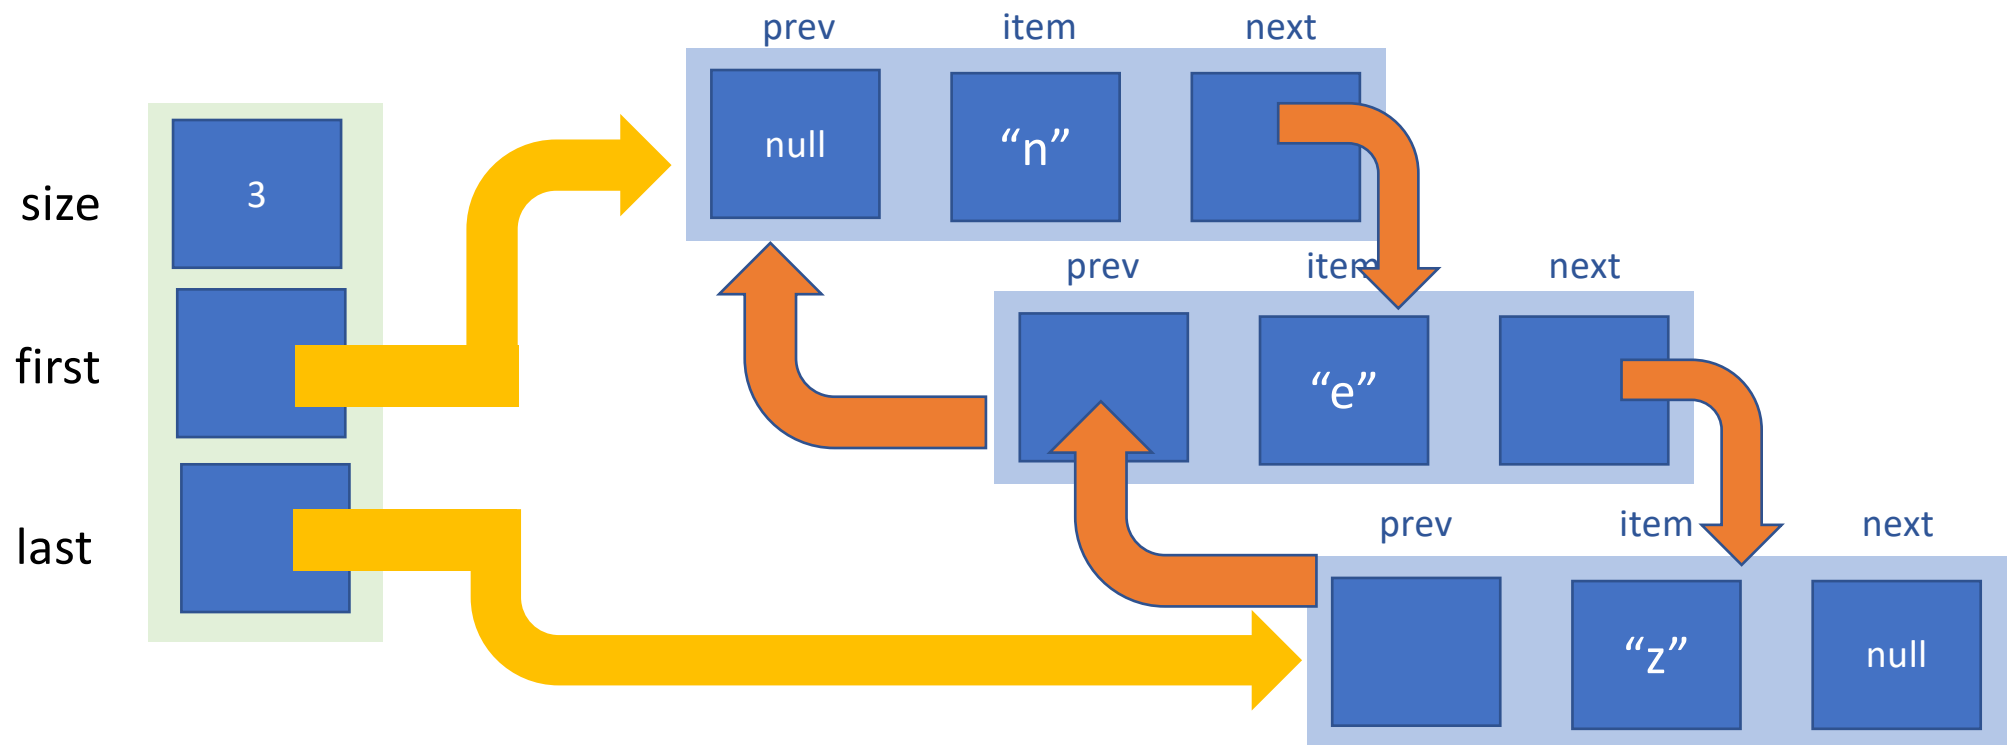 prev item next
null “n”
size 3
prev item next
first
“e”
prev item next
last
“z” null